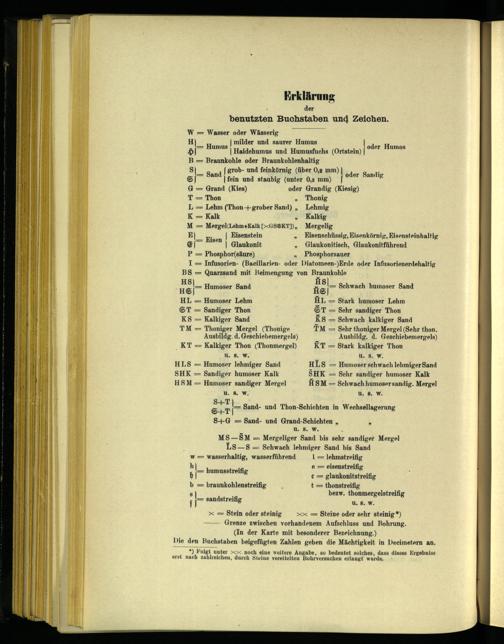 Erklärung
der
benutzten Buchstaben und Zeichen.
W = Wasser oder Wässerig
H
ℌ } = Humus { milder und saurer Humus
Haidehumus und Humusfuchs (Ortstein) } oder Humos
B = Braunkohle oder Braunkohlenhaltig
S
𝔖 } = Sand { grob- und feinkörnig (über 0,2 mm)
fein und staubig (unter 0,2 mm) } oder Sandig
G = Grand (Kies) oder Grandig (Kiesig)
T = Thon „ Thonig
L = Lehm (Thon + grober Sand) „ Lehmig
K = Kalk „ Kalkig
M = Mergel „ Mergelig
E
𝔈 } = Eisen { Eisenstein „ Eisenschüssig, Eisenkörnig, Eisensteinhaltig
Glaukonit „ Glaukonitisch, Glaukonitführend
P = Phosphor(säure) „ Phosphorsauer
I = Infusorien- (Bacillarien- oder Diatomeen-)Erde oder Infusorienerdehaltig
BS = Quarzsand mit Beimengung von Braunkohle
HS
H𝔖 } = Humoser Sand H̆S
H̆𝔖 } = Schwach humoser Sand
HL = Humoser Lehm H̄L = Stark humoser Lehm
𝔖T = Sandiger Thon 𝔖̄T = Sehr sandiger Thon
KS = Kalkiger Sand K̆S = Schwach kalkiger Sand
TM = Thoniger Mergel (Thonige T̄M = Sehr thoniger Mergel (Sehr thon.
Ausbildg. d. Geschiebemergels) Ausbildg. d. Geschiebemergels)
KT = Kalkiger Thon (Thonmergel) K̄T = Stark kalkiger Thon
u. s. w. u. s. w.
HLS = Humoser lehmiger Sand HL̆S = Humoser schwach lehmiger Sand
SHK = Sandiger humoser Kalk S̄HK = Sehr sandiger humoser Kalk
HSM = Humoser sandiger Mergel H̆SM = Schwach humoser sandig. Mergel
u. s. w. u. s. w.
S+T
𝔖+T } = Sand- und Thon-Schichten in Wechsellagerung
S+G = Sand- und Grand-Schichten „ „
u. s. w.
MS — S̄M = Mergeliger Sand bis sehr sandiger Mergel
L̆S — S = Schwach lehmiger Sand bis Sand
w = wasserhaltig, wasserführend l = lehmstreifig
h
𝔥 } = humusstreifig e = eisenstreifig
𝔢 = glaukonitstreifig
b = braunkohlenstreifig t = thonstreifig
s
𝔰 } = sandstreifig bezw. thonmergelstreifig
u. s. w.
× = Stein oder steinig ×× = Steine oder sehr steinig*)
—— Grenze zwischen vorhandenem Aufschluss und Bohrung.
(In der Karte mit besonderer Bezeichnung.)
Die den Buchstaben beigefügten Zahlen geben die Mächtigkeit in Decimetern an.
*) Folgt unter ×× noch eine weitere Angabe, so bedeutet solches, dass dieses Ergebniss
erst nach zahlreichen, durch Steine vereitelten Bohrversuchen erlangt wurde.